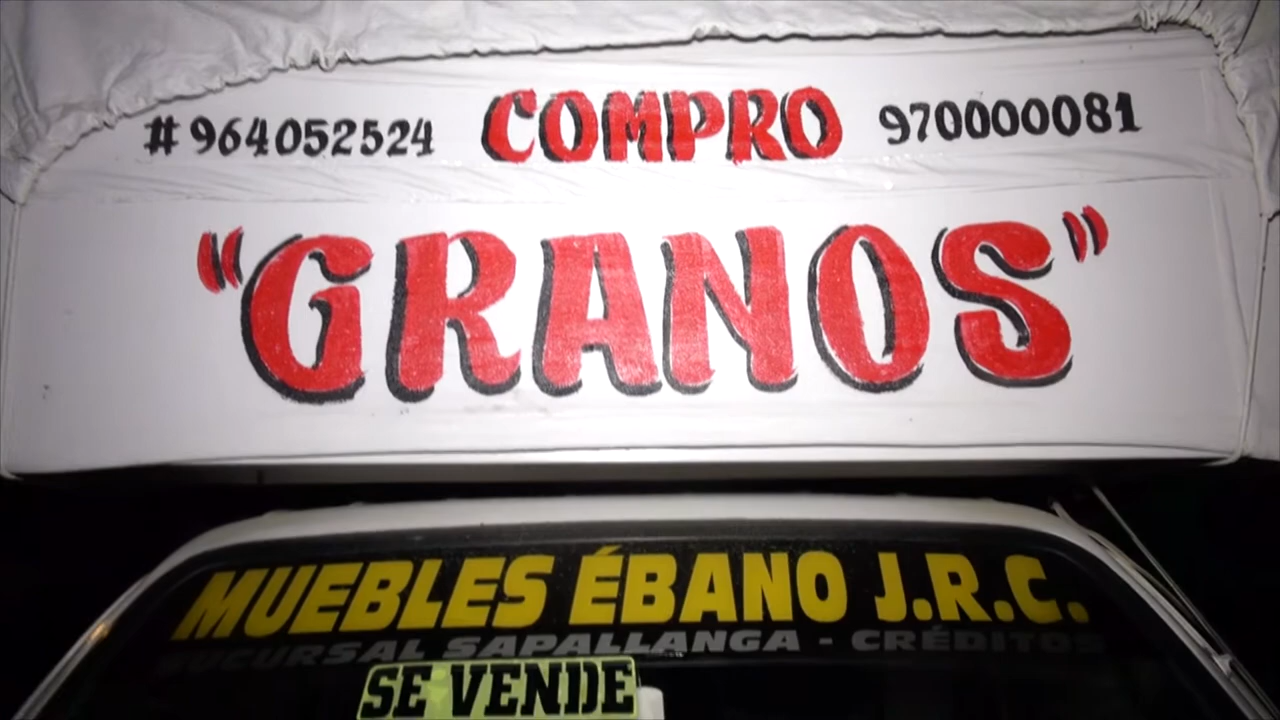 # 964052524 COMPRO 970000081
"GRANOS"
MUEBLES ÉBANO J.R.C.
SUCURSAL SAPALLANGA - CRÉDITOS
SE VENDE